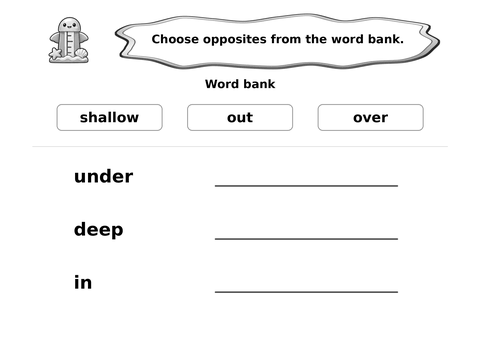 Choose opposites from the word bank.
Word bank
shallow out over
under
deep
in